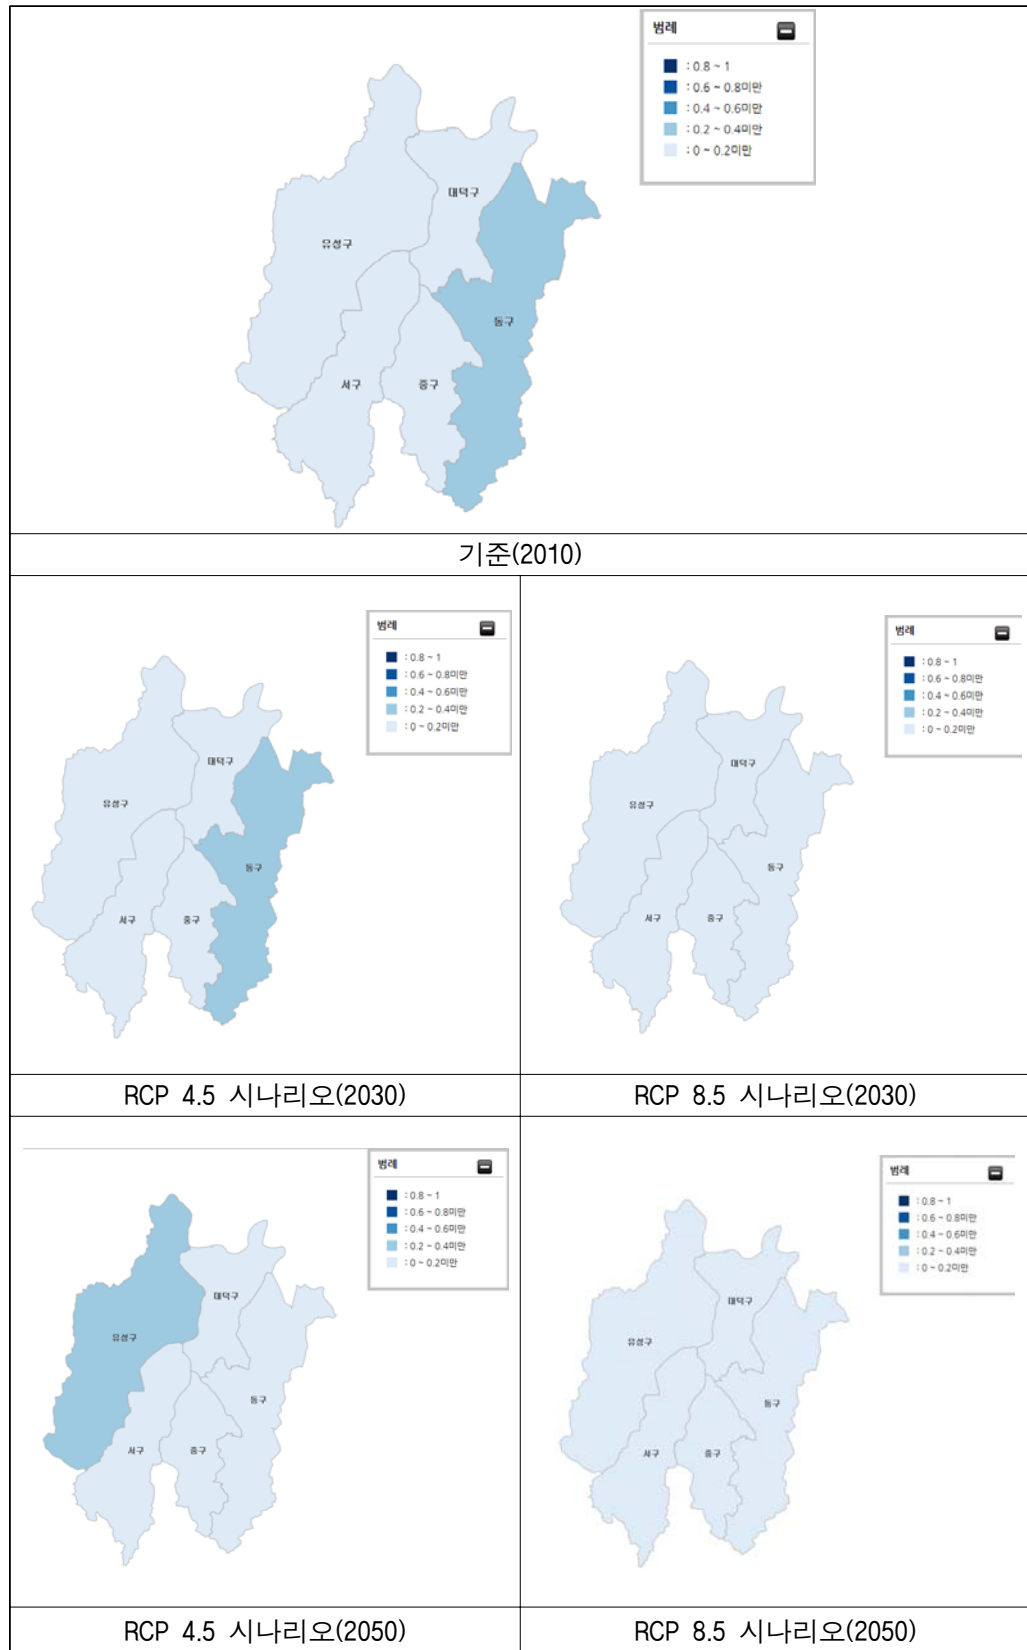 범례
: 0.8 ~ 1
: 0.6 ~ 0.8미만
: 0.4 ~ 0.6미만
: 0.2 ~ 0.4미만
: 0 ~ 0.2미만
대덕구
유성구
동구
서구
중구
기준(2010)
범례
: 0.8 ~ 1
: 0.6 ~ 0.8미만
: 0.4 ~ 0.6미만
: 0.2 ~ 0.4미만
: 0 ~ 0.2미만
대덕구
유성구
동구
서구
중구
범례
: 0.8 ~ 1
: 0.6 ~ 0.8미만
: 0.4 ~ 0.6미만
: 0.2 ~ 0.4미만
: 0 ~ 0.2미만
대덕구
유성구
동구
서구
중구
RCP 4.5 시나리오(2030)
RCP 8.5 시나리오(2030)
범례
: 0.8 ~ 1
: 0.6 ~ 0.8미만
: 0.4 ~ 0.6미만
: 0.2 ~ 0.4미만
: 0 ~ 0.2미만
대덕구
유성구
동구
서구
중구
범례
: 0.8 ~ 1
: 0.6 ~ 0.8미만
: 0.4 ~ 0.6미만
: 0.2 ~ 0.4미만
: 0 ~ 0.2미만
대덕구
유성구
동구
서구
중구
RCP 4.5 시나리오(2050)
RCP 8.5 시나리오(2050)